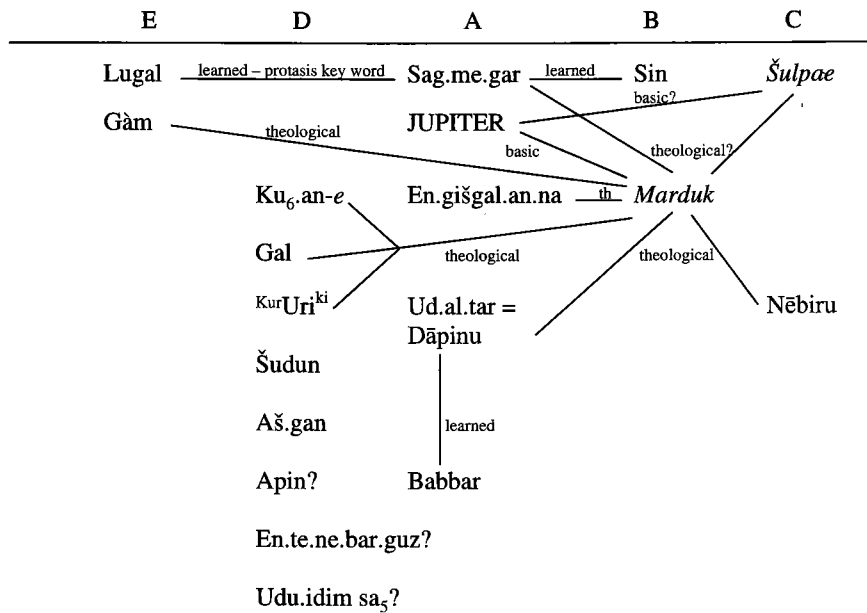 E D A B C
Lugal learned – protasis key word Sag.me.gar learned Sin Šulpae
basic?
Gàm theological JUPITER
basic theological?
Ku₆.an-e En.gišgal.an.na th Marduk
Gal theological theological
ᴷᵘʳUriᵏⁱ Ud.al.tar = Nēbiru
Dāpinu
Šudun
Aš.gan learned
Apin? Babbar
En.te.ne.bar.guz?
Udu.idim sa₅?